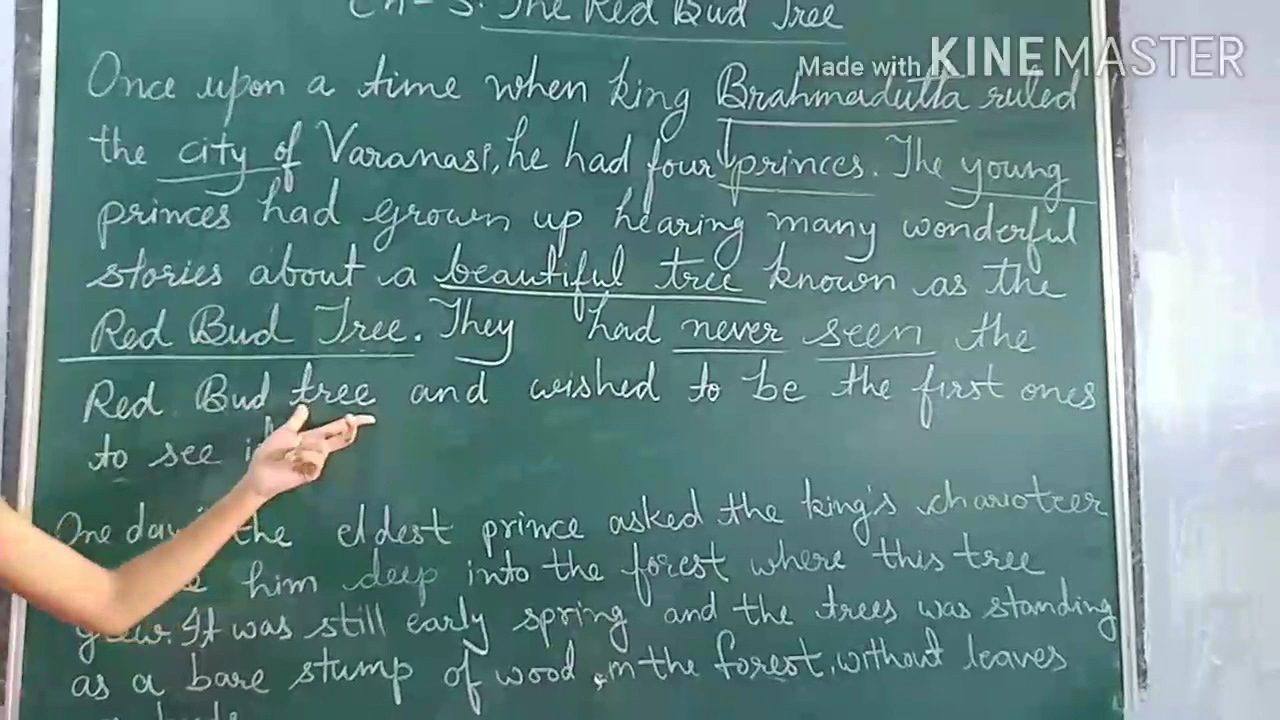 Ch-3. The Red Bud Tree
Made with KINEMASTER
Once upon a time when king Brahmadutta ruled
the city of Varanasi, he had four princes. The young
princes had grown up hearing many wonderful
stories about a beautiful tree known as the
Red Bud Tree. They had never seen the
Red Bud tree and wished to be the first ones
to see
One day the eldest prince asked the king's charioteer
him deep into the forest where this tree
grew. It was still early spring and the trees was standing
as a bare stump of wood in the forest, without leaves